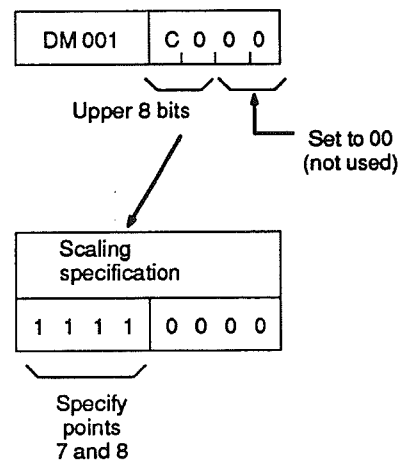 DM 001 C 0 0 0
Upper 8 bits
Set to 00
(not used)
Scaling
specification
1 1 1 1 0 0 0 0
Specify
points
7 and 8